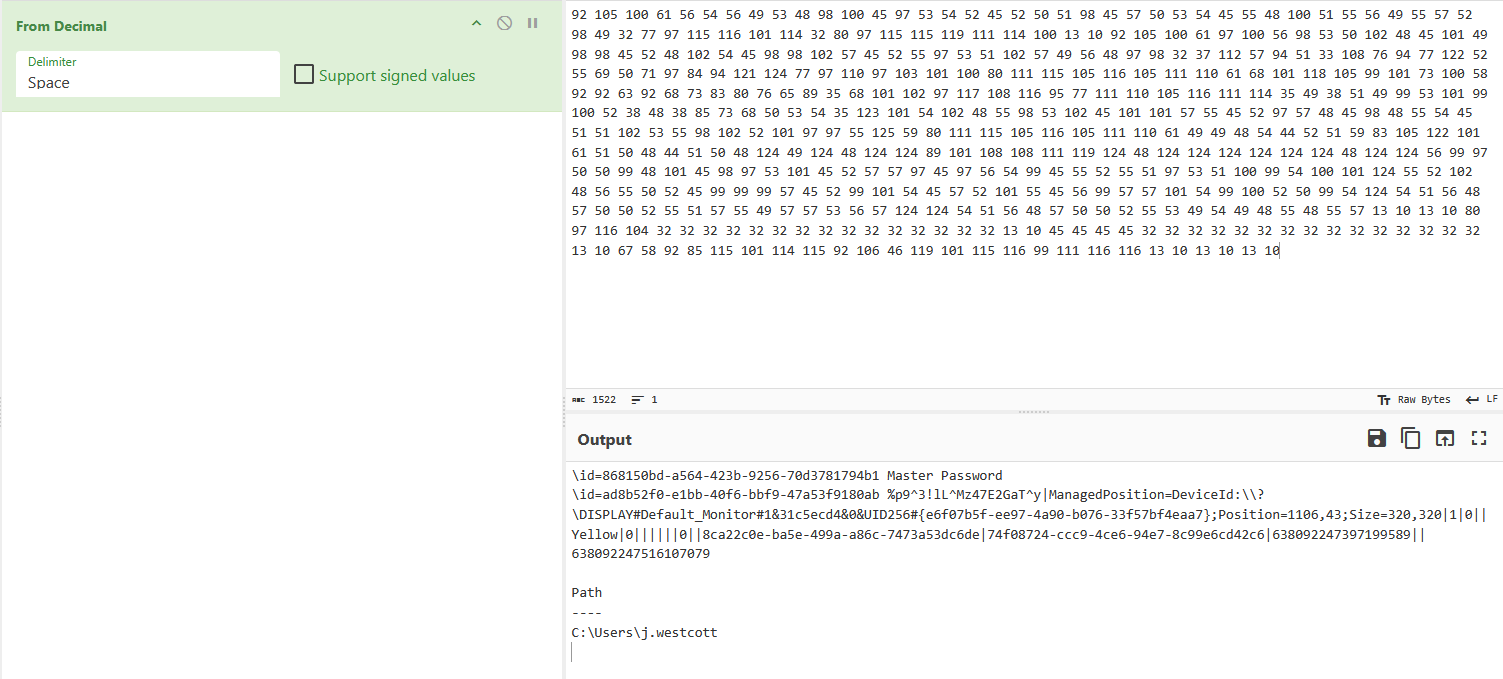 From Decimal
Delimiter
Space
Support signed values
92 105 100 61 56 54 56 49 53 48 98 100 45 97 53 54 52 45 52 50 51 98 45 57 50 53 54 45 55 48 100 51 55 56 49 55 57 52
98 49 32 77 97 115 116 101 114 32 80 97 115 115 119 111 114 100 13 10 92 105 100 61 97 100 56 98 53 50 102 48 45 101 49
98 98 45 52 48 102 54 45 98 98 102 57 45 52 55 97 53 51 102 57 49 56 48 97 98 32 37 112 57 94 51 33 108 76 94 77 122 52
55 69 50 71 97 84 94 121 124 77 97 110 97 103 101 100 80 111 115 105 116 105 111 110 61 68 101 118 105 99 101 73 100 58
92 92 63 92 68 73 83 80 76 65 89 35 68 101 102 97 117 108 116 95 77 111 110 105 116 111 114 35 49 38 51 49 99 53 101 99
100 52 38 48 38 85 73 68 50 53 54 35 123 101 54 102 48 55 98 53 102 45 101 101 57 55 45 52 97 57 48 45 98 48 55 54 45
51 51 102 53 55 98 102 52 101 97 97 55 125 59 80 111 115 105 116 105 111 110 61 49 49 48 54 44 52 51 59 83 105 122 101
61 51 50 48 44 51 50 48 124 49 124 48 124 124 89 101 108 108 111 119 124 48 124 124 124 124 124 124 48 124 124 56 99 97
50 50 99 48 101 45 98 97 53 101 45 52 57 57 97 45 97 56 54 99 45 55 52 55 51 97 53 51 100 99 54 100 101 124 55 52 102
48 56 55 50 52 45 99 99 99 57 45 52 99 101 54 45 57 52 101 55 45 56 99 57 57 101 54 99 100 52 50 99 54 124 54 51 56 48
57 50 50 52 55 51 57 55 49 57 57 53 56 57 124 124 54 51 56 48 57 50 50 52 55 53 49 54 49 48 55 48 55 57 13 10 13 10 80
97 116 104 32 32 32 32 32 32 32 32 32 32 32 32 32 32 32 13 10 45 45 45 45 32 32 32 32 32 32 32 32 32 32 32 32 32 32 32
13 10 67 58 92 85 115 101 114 115 92 106 46 119 101 115 116 99 111 116 116 13 10 13 10 13 10
ABC 1522 1 Raw Bytes LF
Output
\id=868150bd-a564-423b-9256-70d3781794b1 Master Password
\id=ad8b52f0-e1bb-40f6-bbf9-47a53f9180ab %p9^3!lL^Mz47E2GaT^y|ManagedPosition=DeviceId:\\?
\DISPLAY#Default_Monitor#1&31c5ecd4&0&UID256#{e6f07b5f-ee97-4a90-b076-33f57bf4eaa7};Position=1106,43;Size=320,320|1|0||
Yellow|0||||||0||8ca22c0e-ba5e-499a-a86c-7473a53dc6de|74f08724-ccc9-4ce6-94e7-8c99e6cd42c6|638092247397199589||
638092247516107079
Path
----
C:\Users\j.westcott